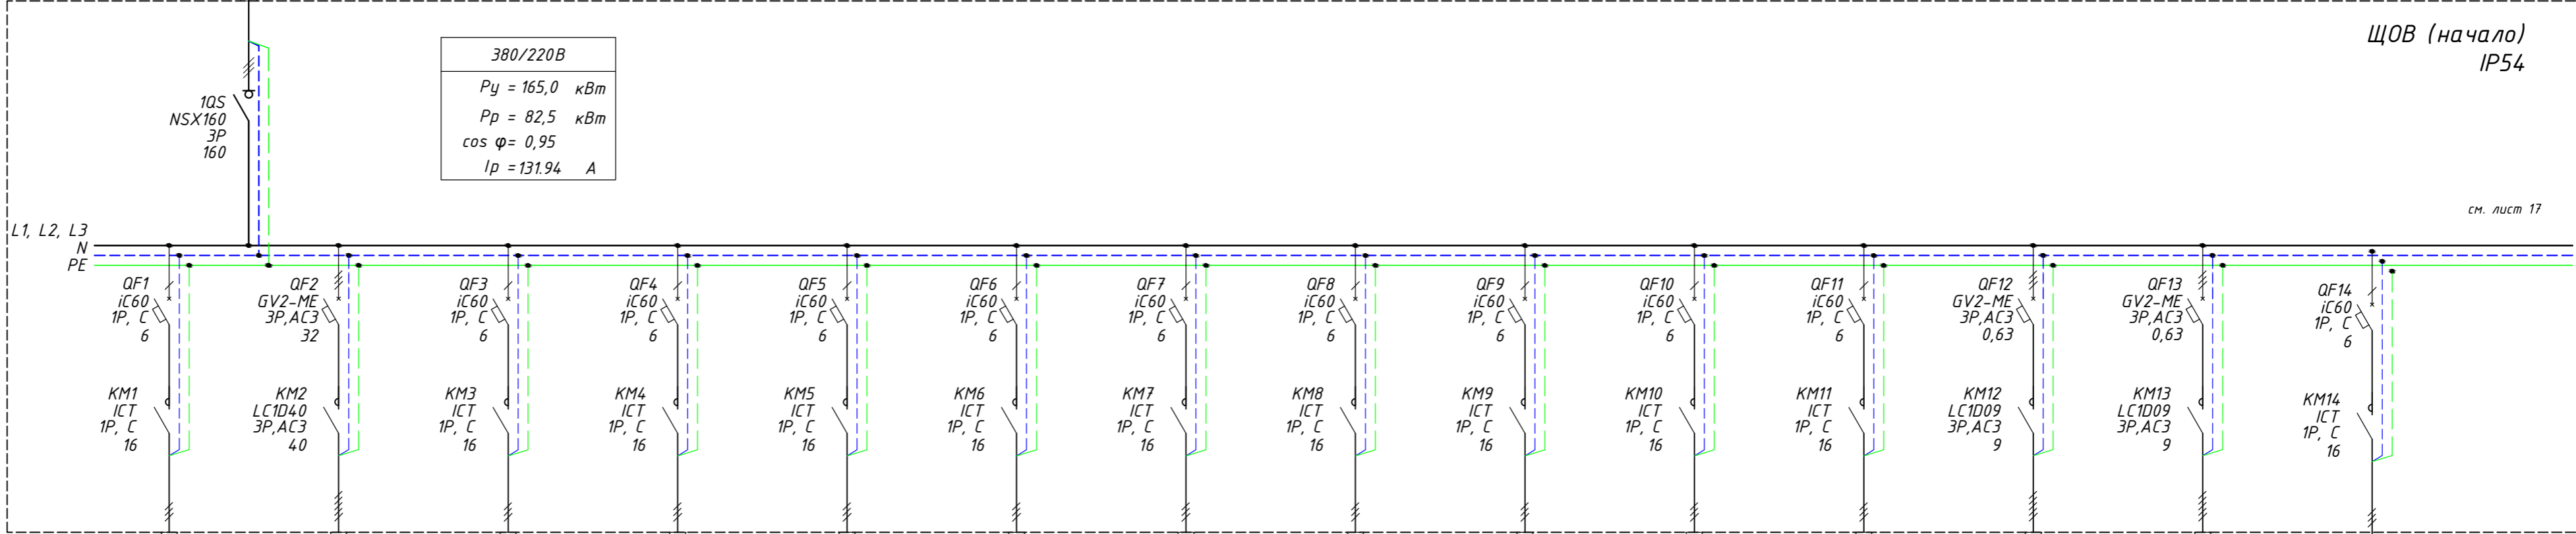 ЩОВ (начало)
IP54
380/220В
Ру = 165,0 кВт
Рр = 82,5 кВт
cos φ= 0,95
Iр =131.94 А
1QS
NSX160
3P
160
см. лист 17
L1, L2, L3
N
PE
QF1
iC60
1P, C
6
QF2
GV2-ME
3P,AC3
32
QF3
iC60
1P, C
6
QF4
iC60
1P, C
6
QF5
iC60
1P, C
6
QF6
iC60
1P, C
6
QF7
iC60
1P, C
6
QF8
iC60
1P, C
6
QF9
iC60
1P, C
6
QF10
iC60
1P, C
6
QF11
iC60
1P, C
6
QF12
GV2-ME
3P,AC3
0,63
QF13
GV2-ME
3P,AC3
0,63
QF14
iC60
1P, C
6
KM1
ICT
1P, C
16
KM2
LC1D40
3P,AC3
40
KM3
ICT
1P, C
16
KM4
ICT
1P, C
16
KM5
ICT
1P, C
16
KM6
ICT
1P, C
16
KM7
ICT
1P, C
16
KM8
ICT
1P, C
16
KM9
ICT
1P, C
16
KM10
ICT
1P, C
16
KM11
ICT
1P, C
16
KM12
LC1D09
3P,AC3
9
KM13
LC1D09
3P,AC3
9
KM14
ICT
1P, C
16